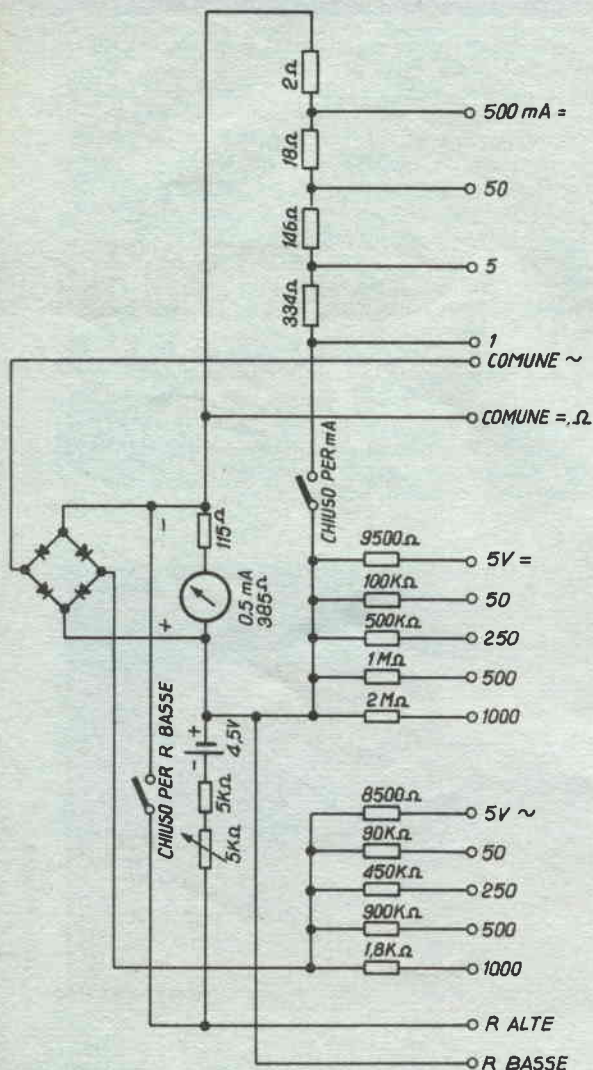 2Ω
500 mA =
18Ω
50
146Ω
5
334Ω
1
COMUNE ~
COMUNE =,Ω
CHIUSO PER mA
-
115Ω
9500Ω
5V =
0,5 mA
385Ω
100KΩ
50
+
500KΩ
250
1MΩ
500
2MΩ
1000
CHIUSO PER R BASSE
+
-
4,5V
5KΩ
5KΩ
8500Ω
5V ~
90KΩ
50
450KΩ
250
900KΩ
500
1,8KΩ
1000
R ALTE
R BASSE